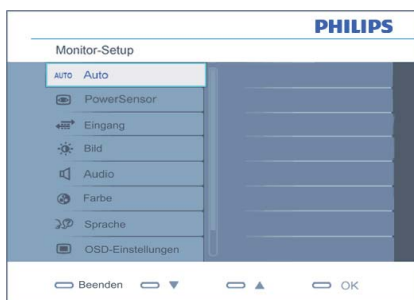 PHILIPS
Monitor-Setup
AUTO Auto
PowerSensor
Eingang
Bild
Audio
Farbe
Sprache
OSD-Einstellungen
Beenden OK